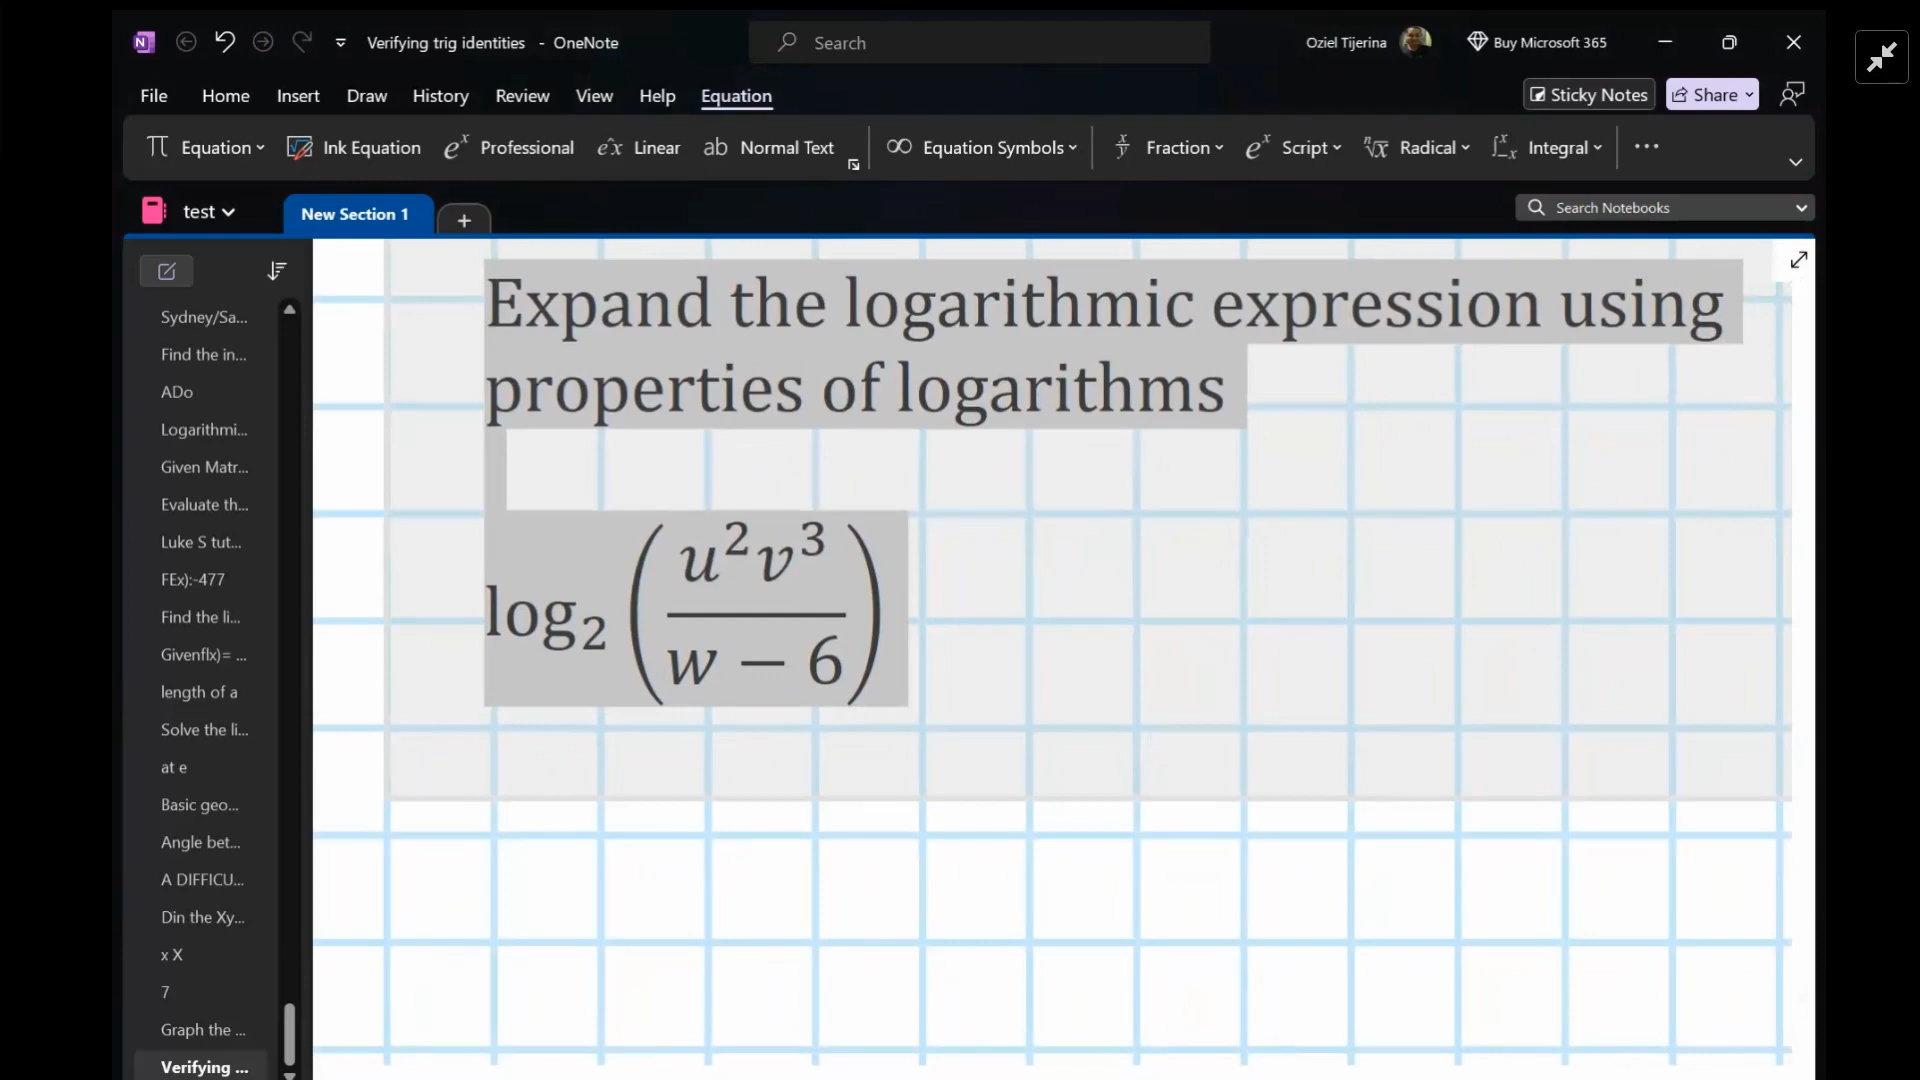 Verifying trig identities - OneNote
Search
Oziel Tijerina
Buy Microsoft 365
File Home Insert Draw History Review View Help Equation
Sticky Notes
Share
π Equation
Ink Equation
eˣ Professional
êx Linear
ab Normal Text
∞ Equation Symbols
x/y Fraction
eˣ Script
ⁿ√x Radical
Integral
test
New Section 1
+
Search Notebooks
Sydney/Sa...
Find the in...
ADo
Logarithmi...
Given Matr...
Evaluate th...
Luke S tut...
FEx):-477
Find the li...
Givenflx)= ...
length of a
Solve the li...
at e
Basic geo...
Angle bet...
A DIFFICU...
Din the Xy...
x X
7
Graph the ...
Verifying ...
Expand the logarithmic expression using
properties of logarithms
log₂ (u²v³ / w − 6)